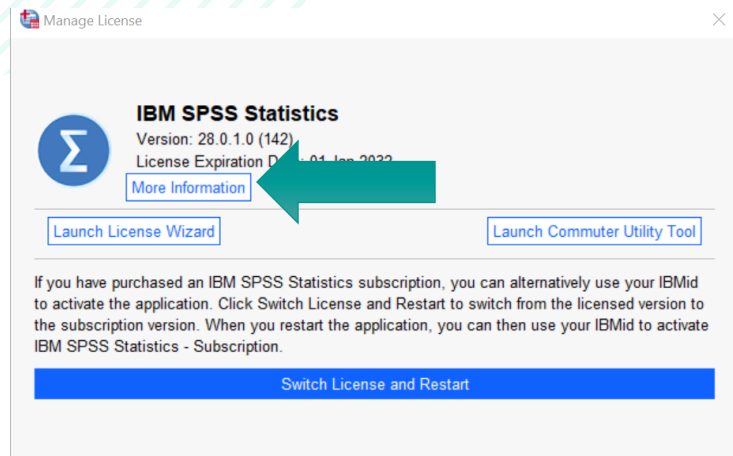 Manage License
IBM SPSS Statistics
Version: 28.0.1.0 (142)
License Expiration D
More Information
Launch License Wizard
Launch Commuter Utility Tool
If you have purchased an IBM SPSS Statistics subscription, you can alternatively use your IBMid
to activate the application. Click Switch License and Restart to switch from the licensed version to
the subscription version. When you restart the application, you can then use your IBMid to activate
IBM SPSS Statistics - Subscription.
Switch License and Restart